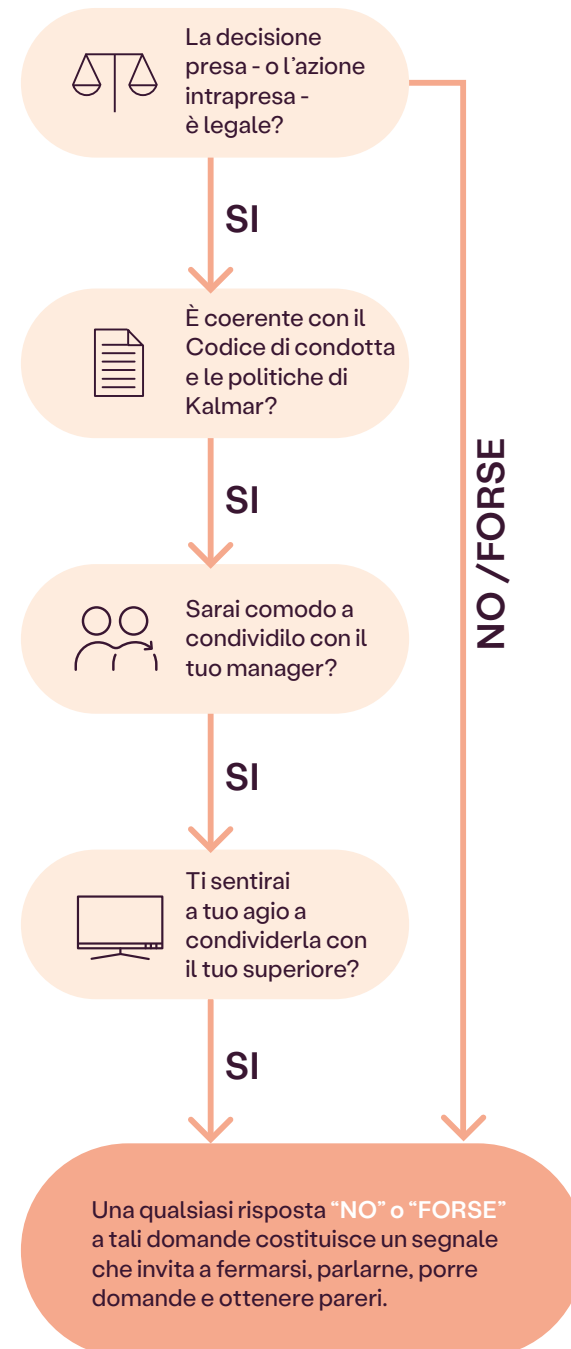 La decisione
presa - o l'azione
intrapresa -
è legale?
SI
È coerente con il
Codice di condotta
e le politiche di
Kalmar?
SI
NO /FORSE
Sarai comodo a
condividilo con il
tuo manager?
SI
Ti sentirai
a tuo agio a
condividerla con
il tuo superiore?
SI
Una qualsiasi risposta “NO” o “FORSE”
a tali domande costituisce un segnale
che invita a fermarsi, parlarne, porre
domande e ottenere pareri.